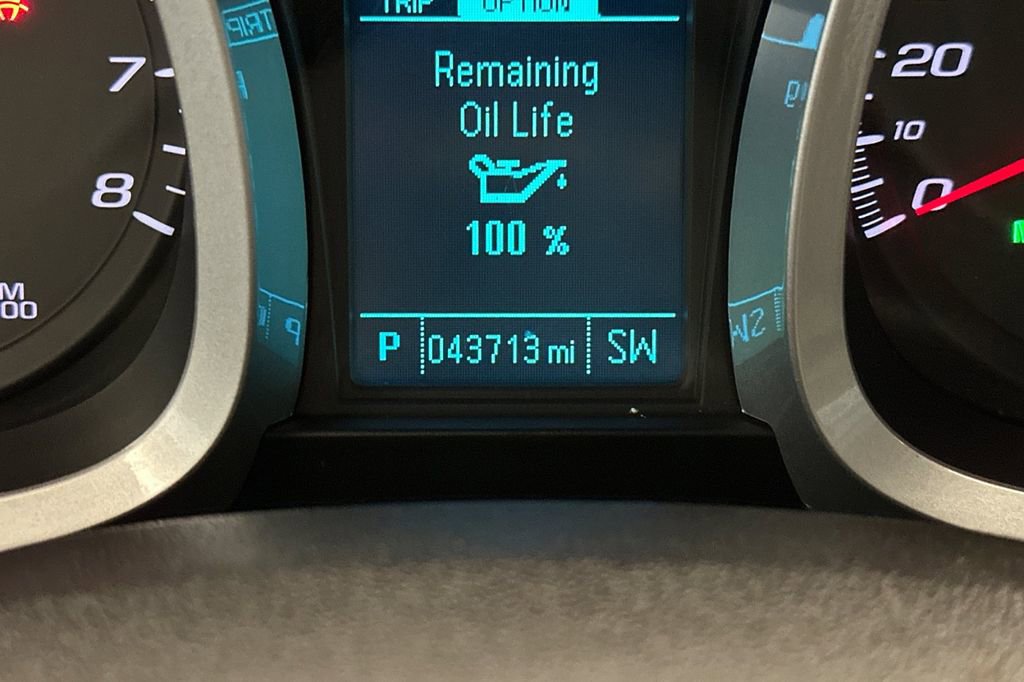 TRIP OPTION
Remaining
Oil Life
100 %
P 043713 mi SW
7
8
20
10
0